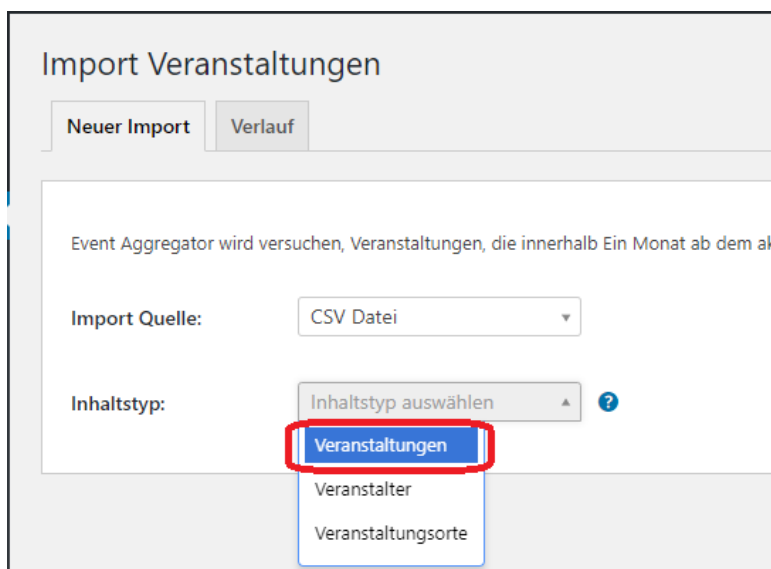 Import Veranstaltungen
Neuer Import Verlauf
Event Aggregator wird versuchen, Veranstaltungen, die innerhalb Ein Monat ab dem
Import Quelle: CSV Datei
Inhaltstyp: Inhaltstyp auswählen ?
Veranstaltungen
Veranstalter
Veranstaltungsorte